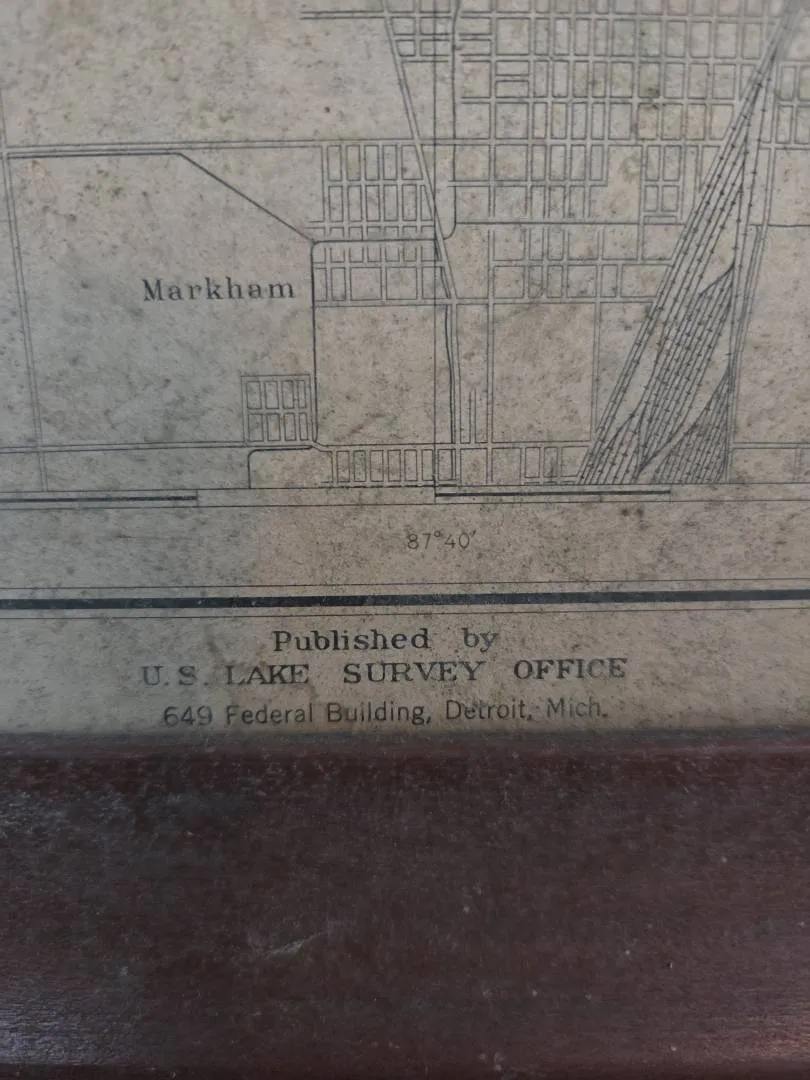 Markham
87°40'
Published by
U.S. LAKE SURVEY OFFICE
649 Federal Building, Detroit, Mich.